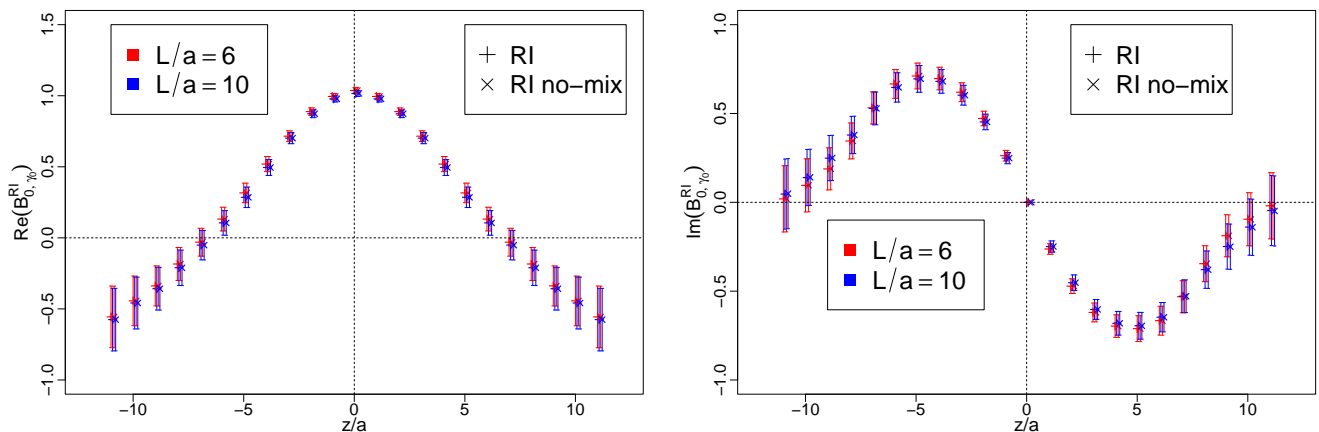 L/a = 6
L/a = 10
RI
RI no−mix
Re(B^RI_0, γ0)
1.5
1.0
0.5
0.0
−0.5
−1.0
−10
−5
0
5
10
z/a
RI
RI no−mix
L/a = 6
L/a = 10
Im(B^RI_0, γ0)
1.0
0.5
0.0
−0.5
−1.0
−10
−5
0
5
10
z/a